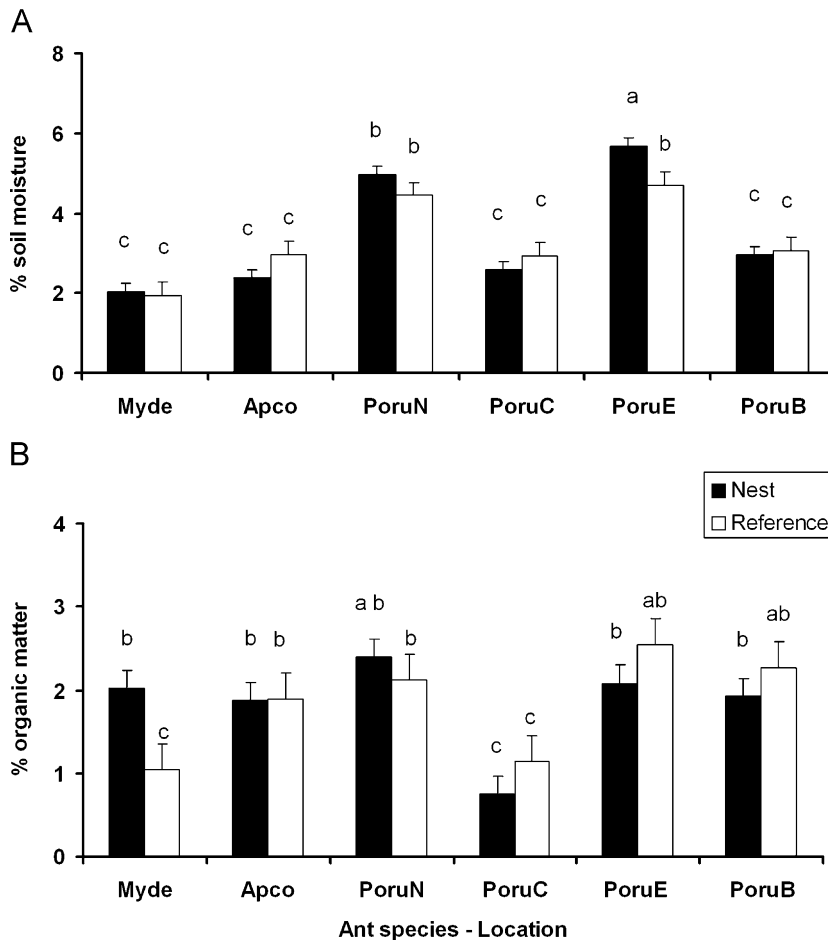 A
8
a
b b b
6
c c c c c c c
4
2
0
% soil moisture
Myde Apco PoruN PoruC PoruE PoruB
B
Nest
Reference
4
a b ab ab
b b b b b b
3
c c c
2
1
0
% organic matter
Myde Apco PoruN PoruC PoruE PoruB
Ant species - Location